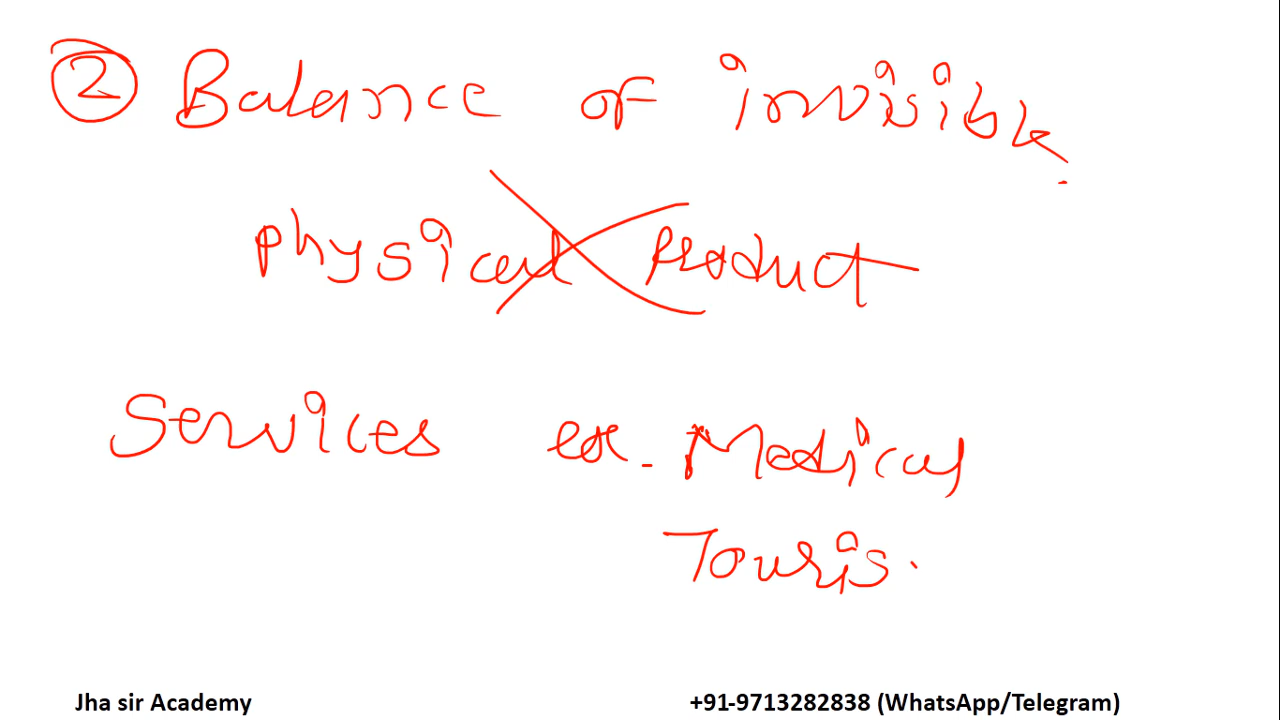 2 Balance of invisible
Physical Product
Services ex. Medical
Touris.
Jha sir Academy +91-9713282838 (WhatsApp/Telegram)